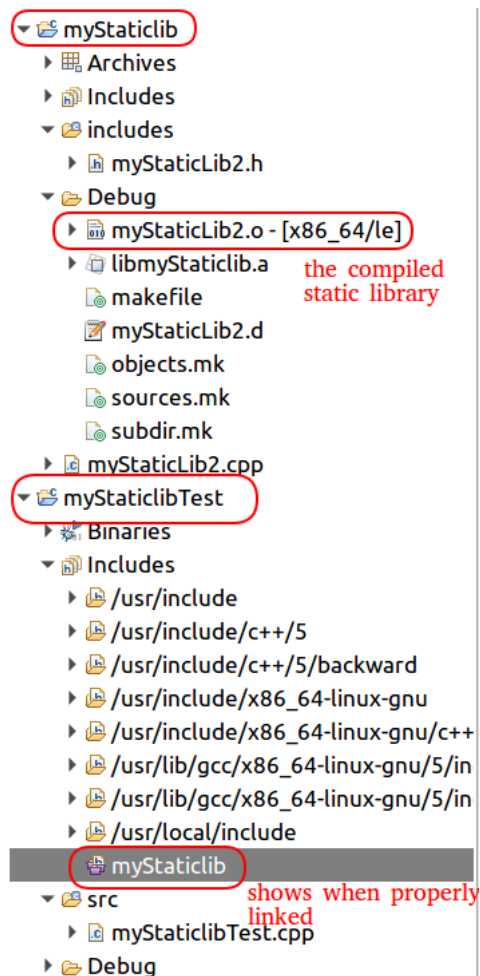 myStaticlib
Archives
Includes
includes
myStaticLib2.h
Debug
myStaticLib2.o - [x86_64/le]
libmyStaticlib.a
the compiled
static library
makefile
myStaticLib2.d
objects.mk
sources.mk
subdir.mk
myStaticLib2.cpp
myStaticlibTest
Binaries
Includes
/usr/include
/usr/include/c++/5
/usr/include/c++/5/backward
/usr/include/x86_64-linux-gnu
/usr/include/x86_64-linux-gnu/c++
/usr/lib/gcc/x86_64-linux-gnu/5/in
/usr/lib/gcc/x86_64-linux-gnu/5/in
/usr/local/include
myStaticlib
shows when properly
linked
src
myStaticlibTest.cpp
Debug